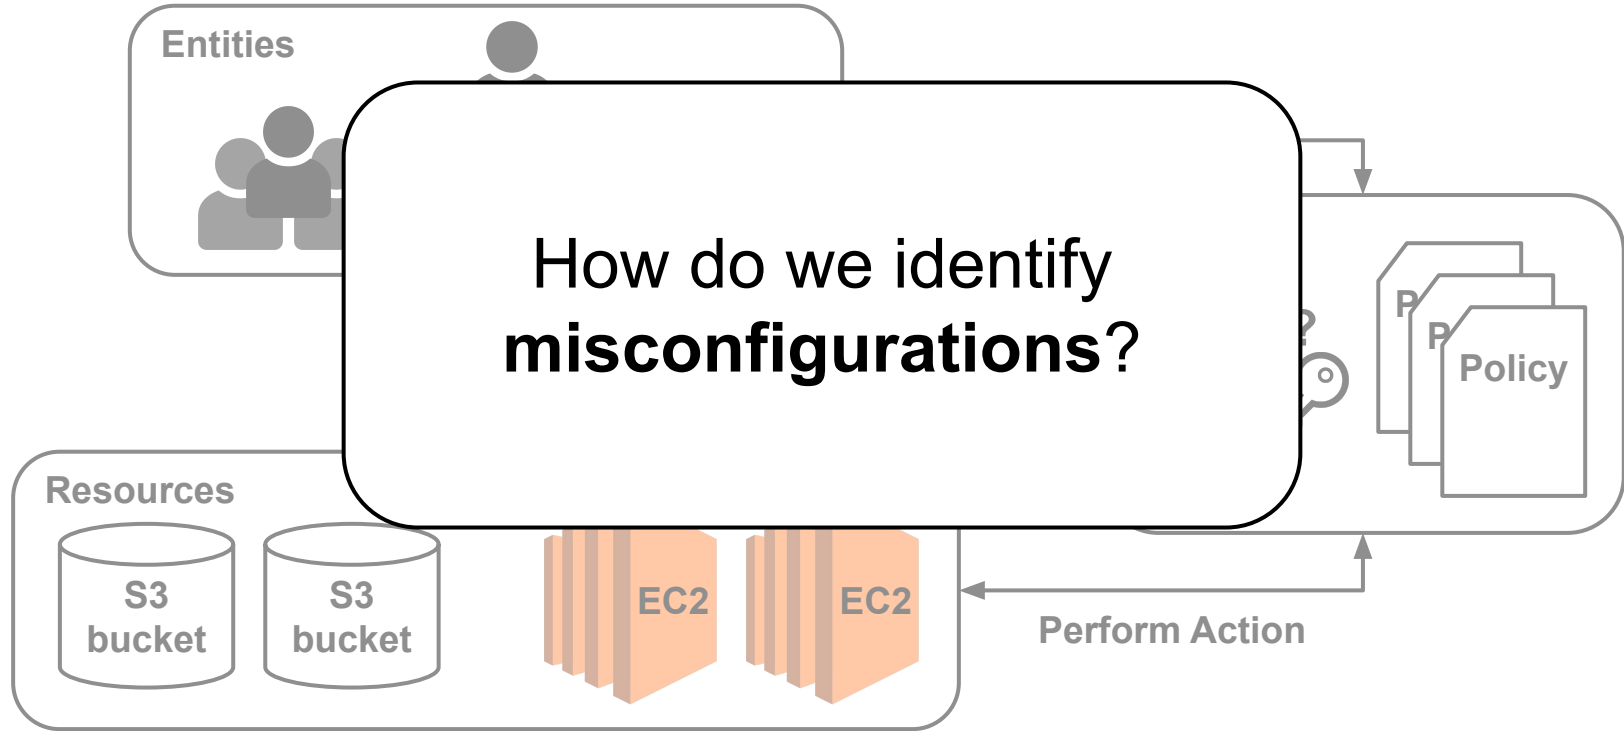 Entities
How do we identify
misconfigurations?
?
P
P
Policy
Resources
S3
bucket
S3
bucket
EC2
EC2
Perform Action